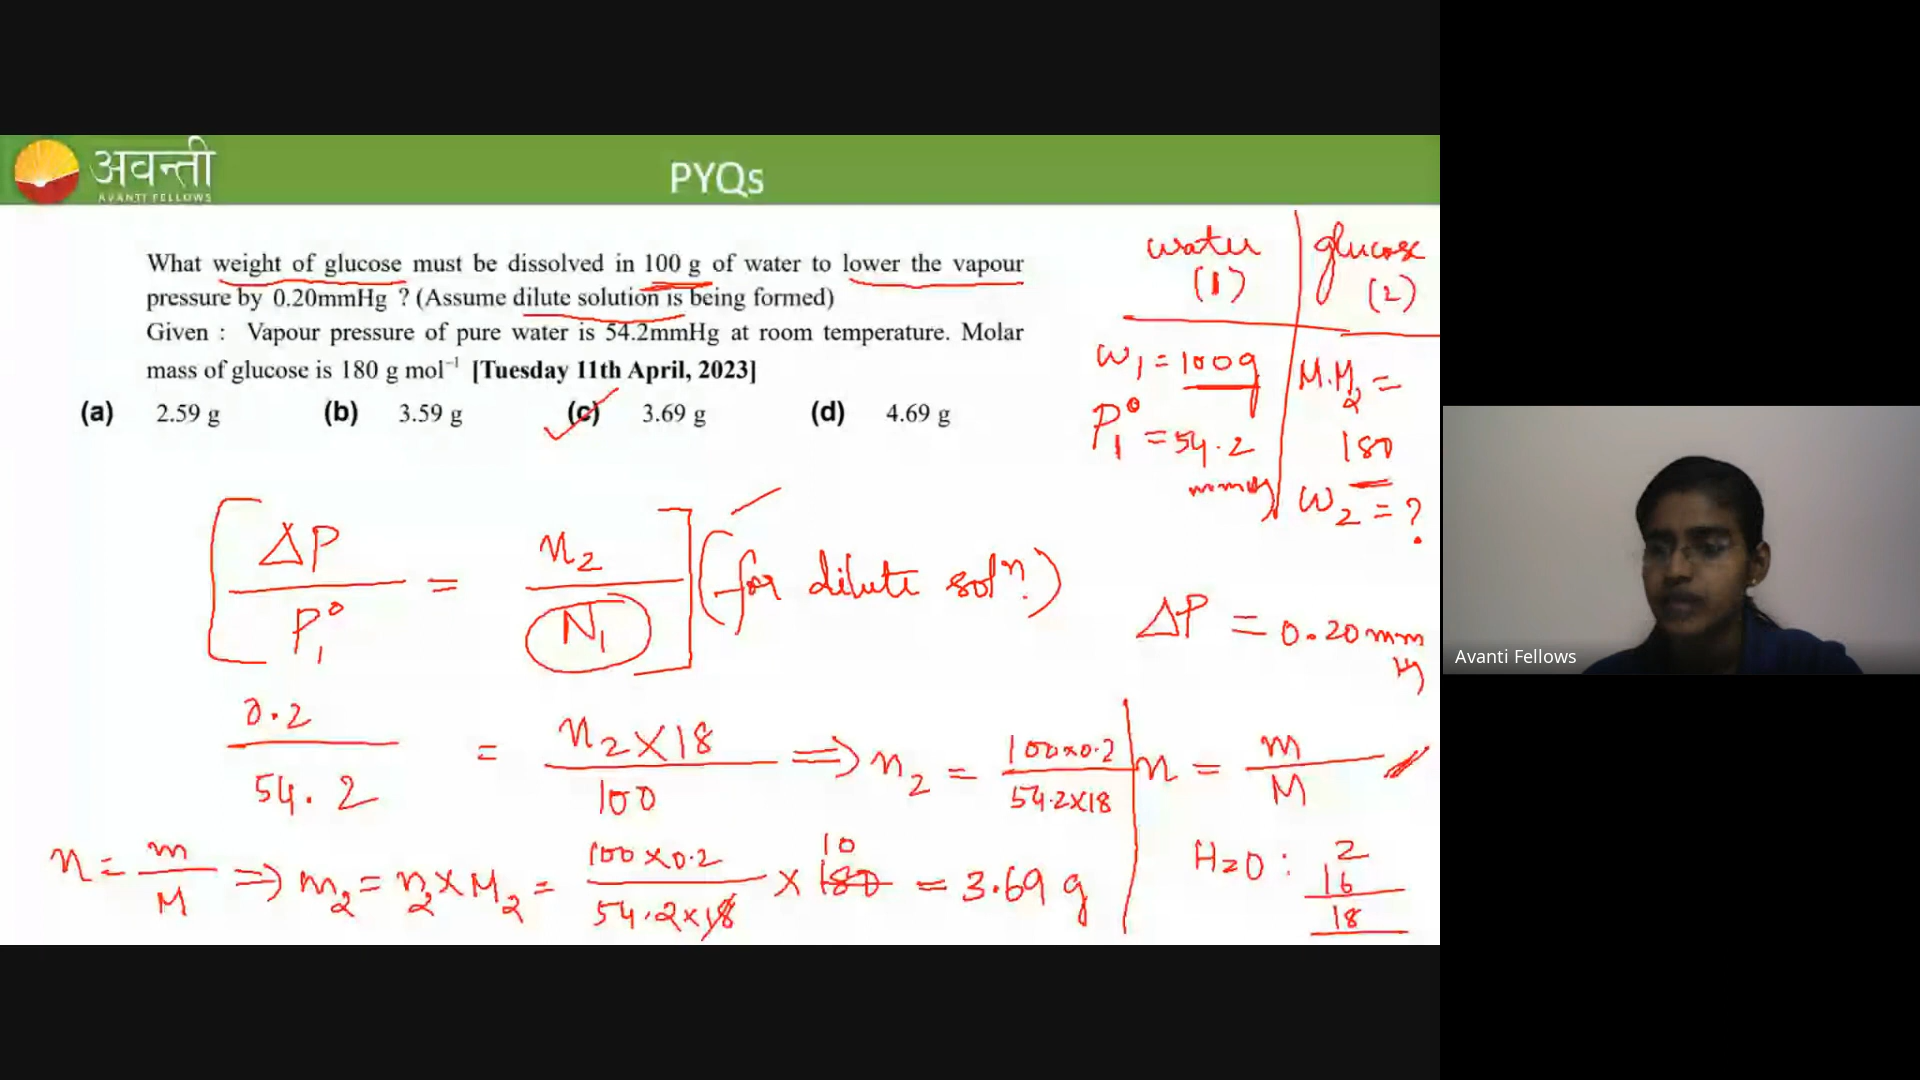 अवन्ती
AVANTI FELLOWS
PYQs
What weight of glucose must be dissolved in 100 g of water to lower the vapour
pressure by 0.20mmHg ? (Assume dilute solution is being formed)
Given : Vapour pressure of pure water is 54.2mmHg at room temperature. Molar
mass of glucose is 180 g mol⁻¹ [Tuesday 11th April, 2023]
(a) 2.59 g (b) 3.59 g (c) 3.69 g (d) 4.69 g
water (1) | glucose (2)
w₁ = 100g
P₁⁰ = 54.2 mmHg
M.M₂ = 180
w₂ = ?
ΔP = 0.20 mm Hg
[ΔP / P₁⁰ = n₂ / N₁] (for dilute solⁿ.)
0.2 / 54.2 = n₂ × 18 / 100 ⇒ n₂ = 100×0.2 / 54.2×18
n = m / M
n = m / M ⇒ m₂ = n₂ × M₂ = 100 × 0.2 / 54.2 × 18 × 180 10 = 3.69 g
H₂O : 2
16
18
Avanti Fellows